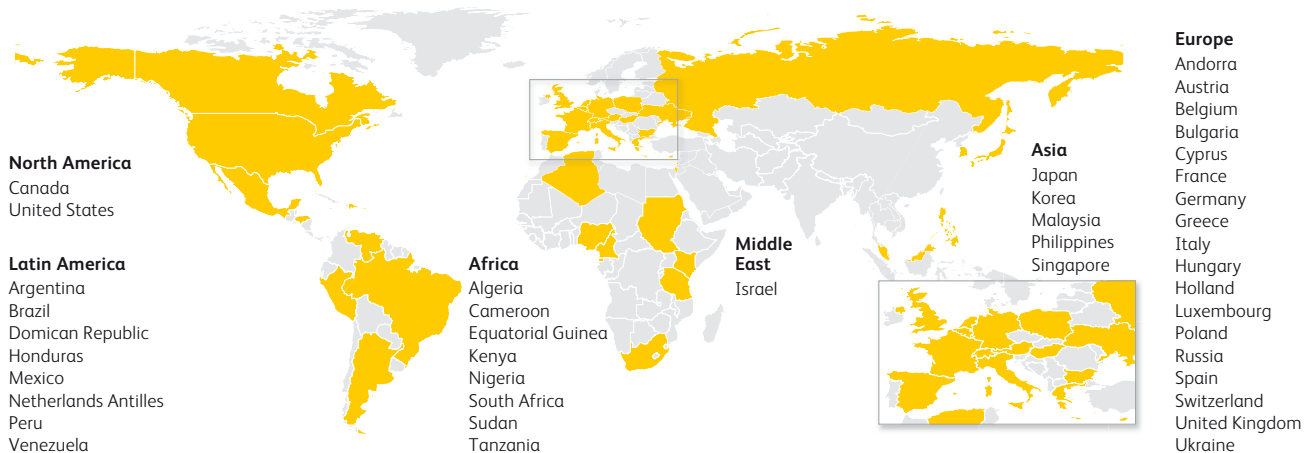 North America
Canada
United States
Latin America
Argentina
Brazil
Domican Republic
Honduras
Mexico
Netherlands Antilles
Peru
Venezuela
Africa
Algeria
Cameroon
Equatorial Guinea
Kenya
Nigeria
South Africa
Sudan
Tanzania
Middle
East
Israel
Asia
Japan
Korea
Malaysia
Philippines
Singapore
Europe
Andorra
Austria
Belgium
Bulgaria
Cyprus
France
Germany
Greece
Italy
Hungary
Holland
Luxembourg
Poland
Russia
Spain
Switzerland
United Kingdom
Ukraine